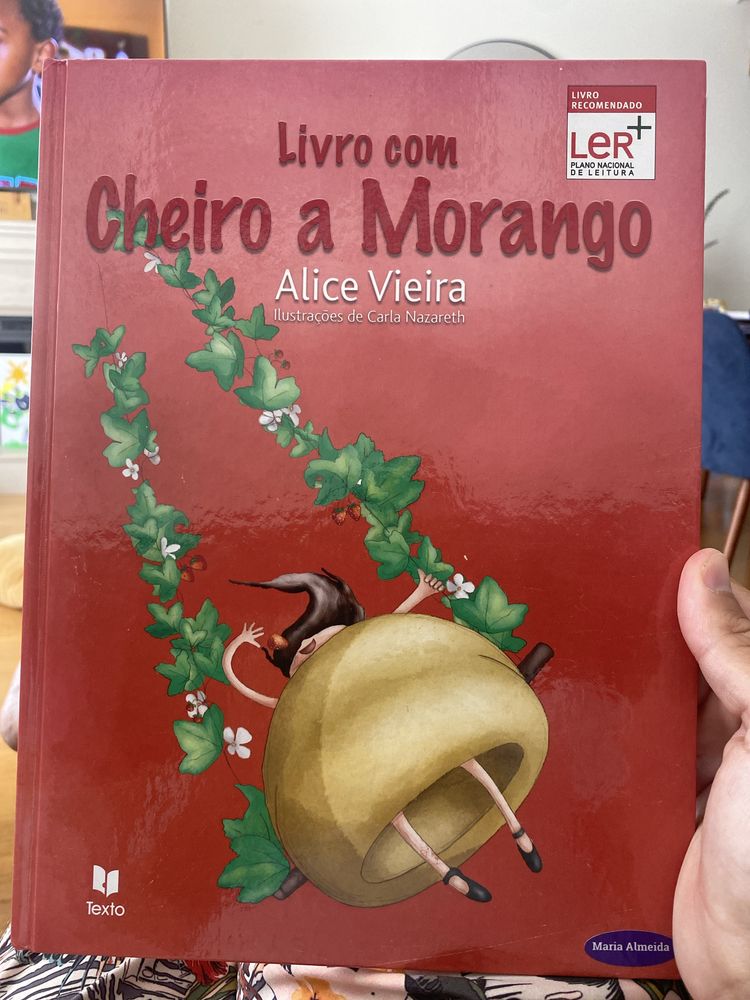 LIVRO
RECOMENDADO
LeR+
PLANO NACIONAL
DE LEITURA
Livro com
Cheiro a Morango
Alice Vieira
Ilustrações de Carla Nazareth
Texto
Maria Almeida